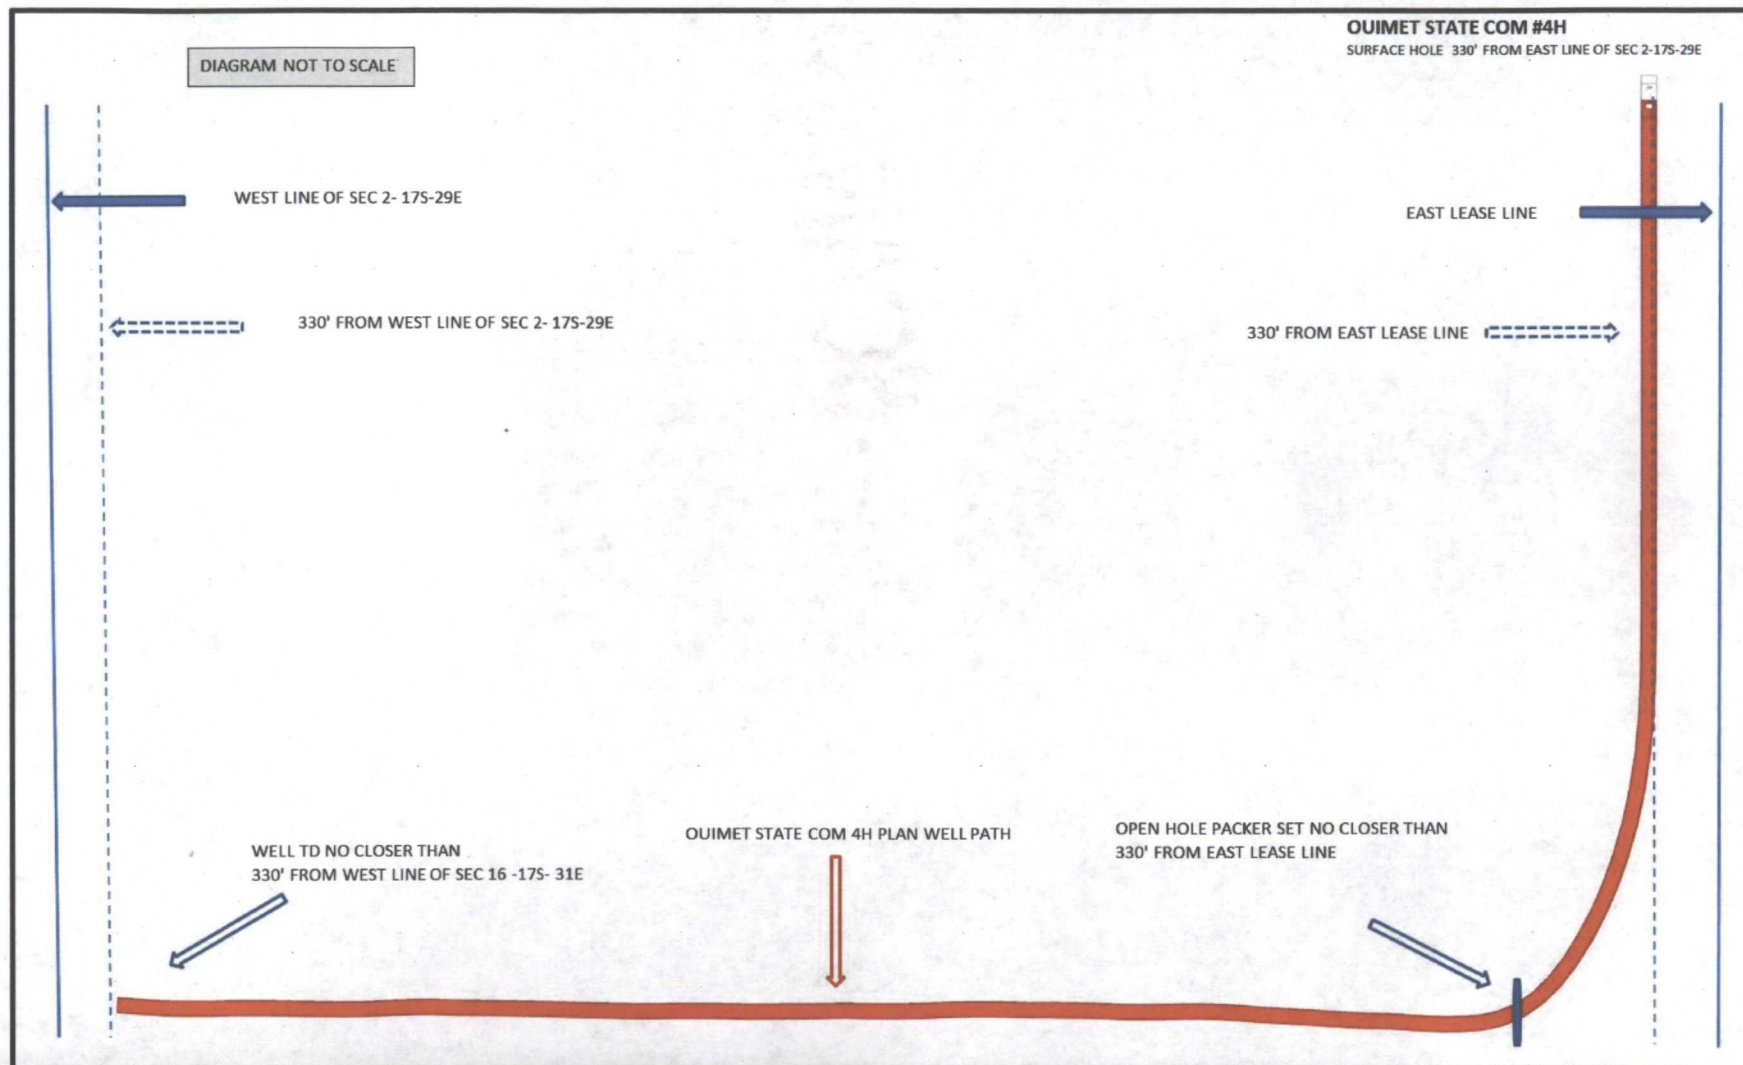 OUIMET STATE COM #4H
SURFACE HOLE 330' FROM EAST LINE OF SEC 2-17S-29E
DIAGRAM NOT TO SCALE
WEST LINE OF SEC 2- 17S-29E
EAST LEASE LINE
330' FROM WEST LINE OF SEC 2- 17S-29E
330' FROM EAST LEASE LINE
OUIMET STATE COM 4H PLAN WELL PATH
OPEN HOLE PACKER SET NO CLOSER THAN
330' FROM EAST LEASE LINE
WELL TD NO CLOSER THAN
330' FROM WEST LINE OF SEC 16 -17S- 31E